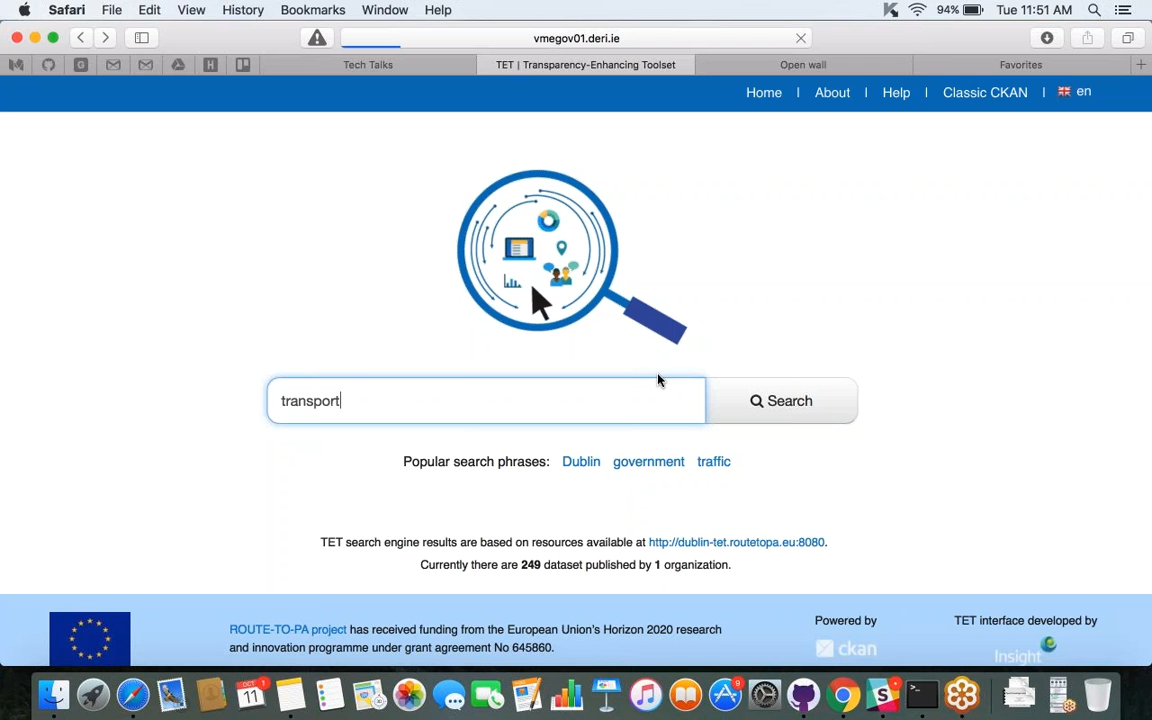 Safari File Edit View History Bookmarks Window Help 94% Tue 11:51 AM
vmegov01.deri.ie
Tech Talks TET | Transparency-Enhancing Toolset Open wall Favorites
Home | About | Help | Classic CKAN | en
transport Search
Popular search phrases: Dublin government traffic
TET search engine results are based on resources available at http://dublin-tet.routetopa.eu:8080.
Currently there are 249 dataset published by 1 organization.
ROUTE-TO-PA project has received funding from the European Union's Horizon 2020 research
and innovation programme under grant agreement No 645860.
Powered by
ckan
TET interface developed by
Insight
OCT 1
11
9